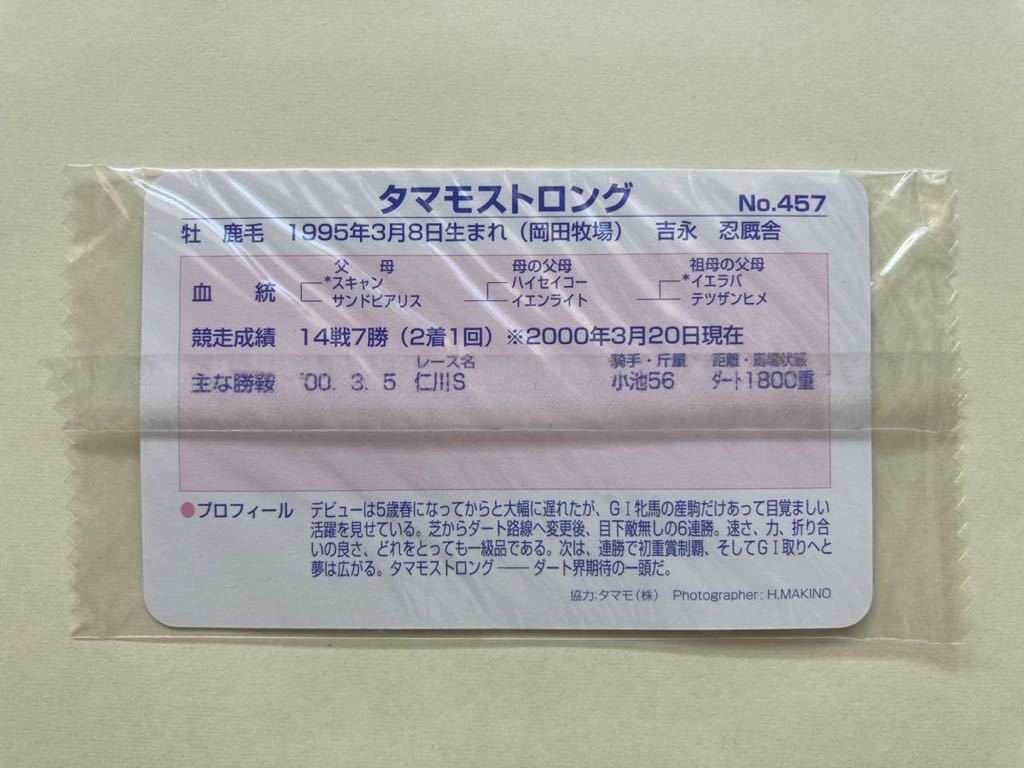 タマモストロング No.457
牡 鹿毛 1995年3月8日生まれ（岡田牧場） 吉永 忍厩舎
父 母 母の父母 祖母の父母
血 統 *スキャン ハイセイコー *イエラパ
サンドピアリス イエンライト テツザンヒメ
競走成績 14戦7勝（2着1回）※2000年3月20日現在
レース名 騎手・斤量 距離・馬場状態
主な勝鞍 '00. 3. 5 仁川S 小池56 ダート1800重
●プロフィール デビューは5歳春になってからと大幅に遅れたが、GⅠ牝馬の産駒だけあって目覚ましい
活躍を見せている。芝からダート路線へ変更後、目下敵無しの6連勝。速さ、力、折り合
いの良さ、どれをとっても一級品である。次は、連勝で初重賞制覇、そしてGⅠ取りへと
夢は広がる。タマモストロング―― ダート界期待の一頭だ。
協力：タマモ（株） Photographer：H.MAKINO